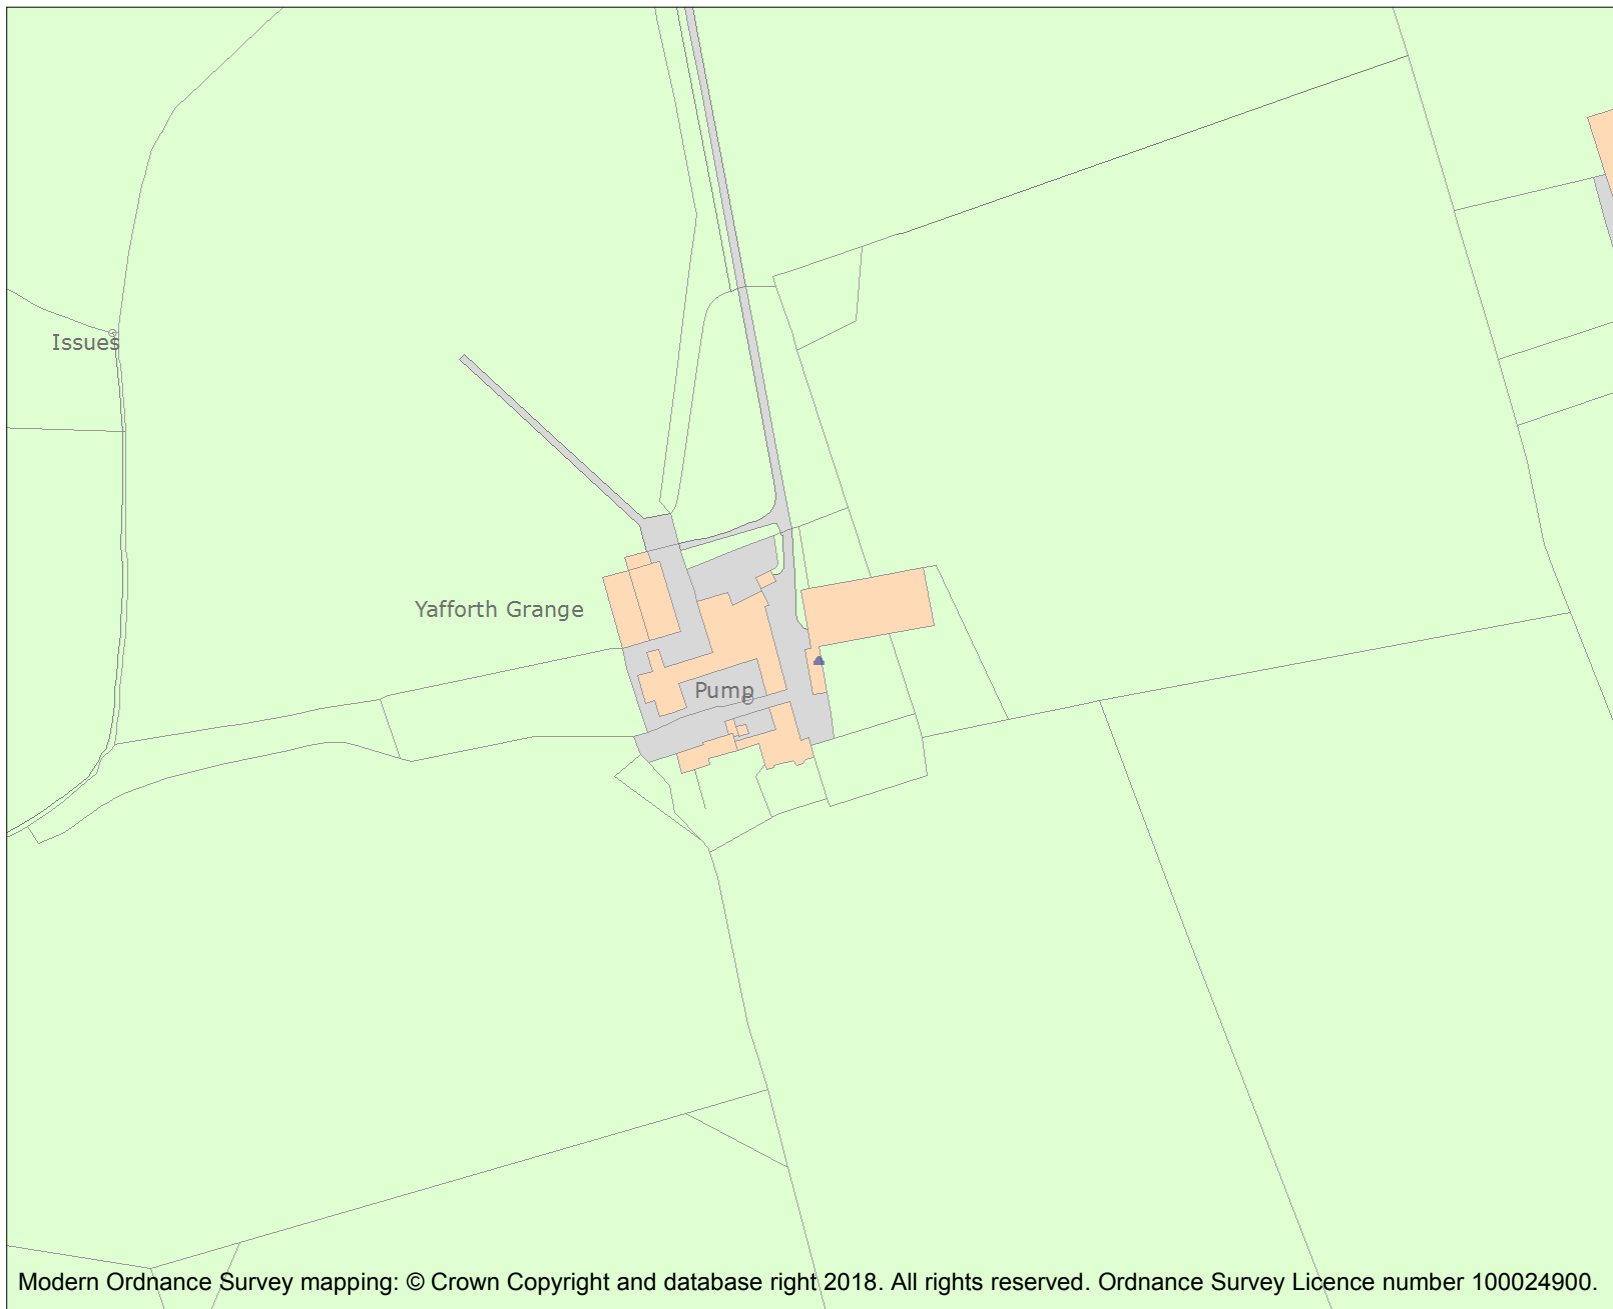 Issues
Yafforth Grange
Pump
Modern Ordnance Survey mapping: © Crown Copyright and database right 2018. All rights reserved. Ordnance Survey Licence number 100024900.